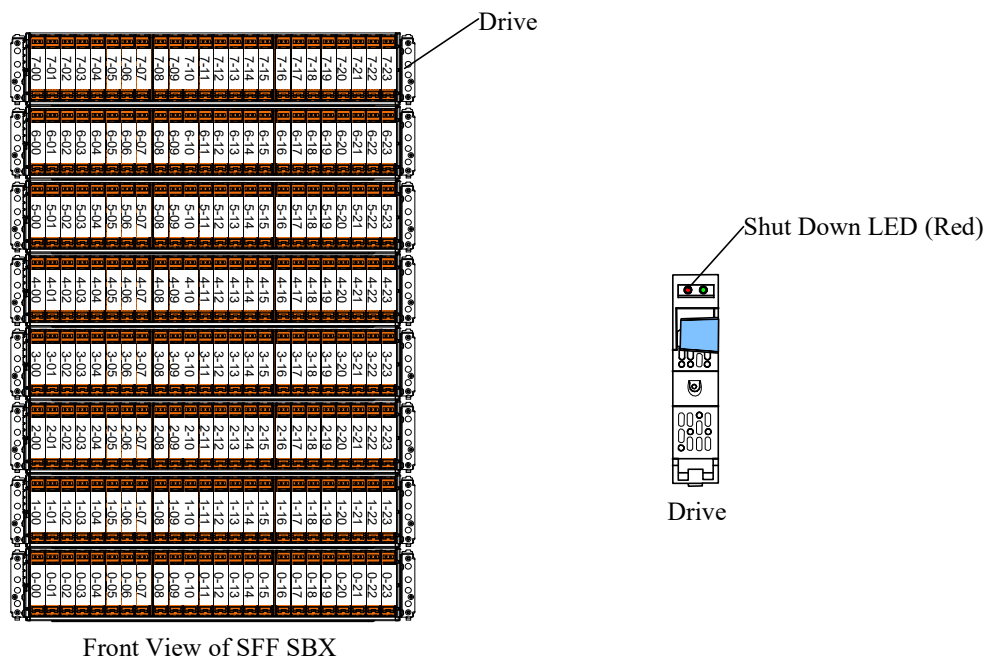 Drive
7-00 7-01 7-02 7-03 7-04 7-05 7-06 7-07 7-08 7-09 7-10 7-11 7-12 7-13 7-14 7-15 7-16 7-17 7-18 7-19 7-20 7-21 7-22 7-23
6-00 6-01 6-02 6-03 6-04 6-05 6-06 6-07 6-08 6-09 6-10 6-11 6-12 6-13 6-14 6-15 6-16 6-17 6-18 6-19 6-20 6-21 6-22 6-23
5-00 5-01 5-02 5-03 5-04 5-05 5-06 5-07 5-08 5-09 5-10 5-11 5-12 5-13 5-14 5-15 5-16 5-17 5-18 5-19 5-20 5-21 5-22 5-23
Shut Down LED (Red)
4-00 4-01 4-02 4-03 4-04 4-05 4-06 4-07 4-08 4-09 4-10 4-11 4-12 4-13 4-14 4-15 4-16 4-17 4-18 4-19 4-20 4-21 4-22 4-23
3-00 3-01 3-02 3-03 3-04 3-05 3-06 3-07 3-08 3-09 3-10 3-11 3-12 3-13 3-14 3-15 3-16 3-17 3-18 3-19 3-20 3-21 3-22 3-23
2-00 2-01 2-02 2-03 2-04 2-05 2-06 2-07 2-08 2-09 2-10 2-11 2-12 2-13 2-14 2-15 2-16 2-17 2-18 2-19 2-20 2-21 2-22 2-23
1-00 1-01 1-02 1-03 1-04 1-05 1-06 1-07 1-08 1-09 1-10 1-11 1-12 1-13 1-14 1-15 1-16 1-17 1-18 1-19 1-20 1-21 1-22 1-23
Drive
0-00 0-01 0-02 0-03 0-04 0-05 0-06 0-07 0-08 0-09 0-10 0-11 0-12 0-13 0-14 0-15 0-16 0-17 0-18 0-19 0-20 0-21 0-22 0-23
Front View of SFF SBX